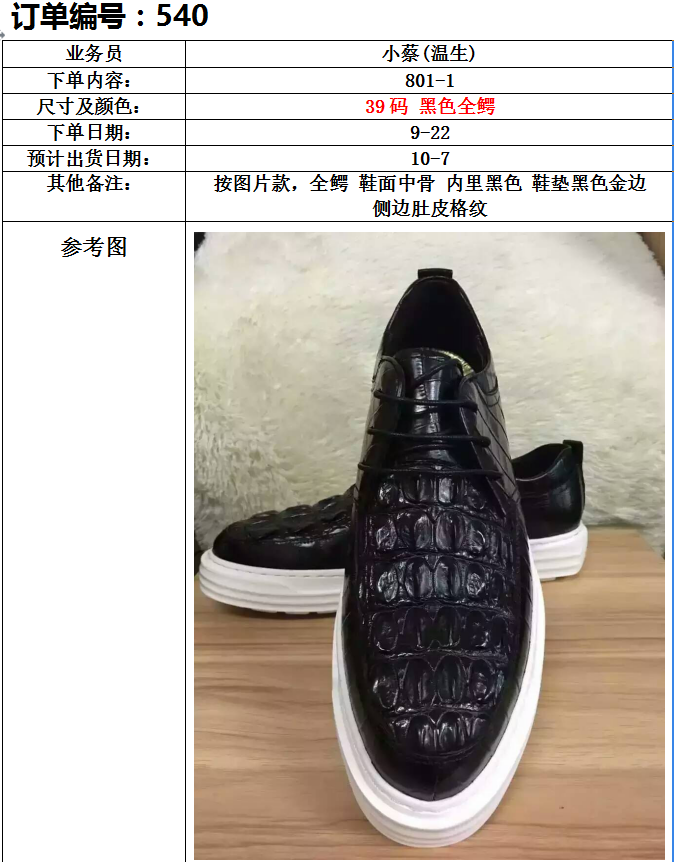 订单编号：540
业务员 小蔡(温生)
下单内容： 801-1
尺寸及颜色： 39码 黑色全鳄
下单日期： 9-22
预计出货日期： 10-7
其他备注： 按图片款，全鳄 鞋面中骨 内里黑色 鞋垫黑色金边
侧边肚皮格纹
参考图